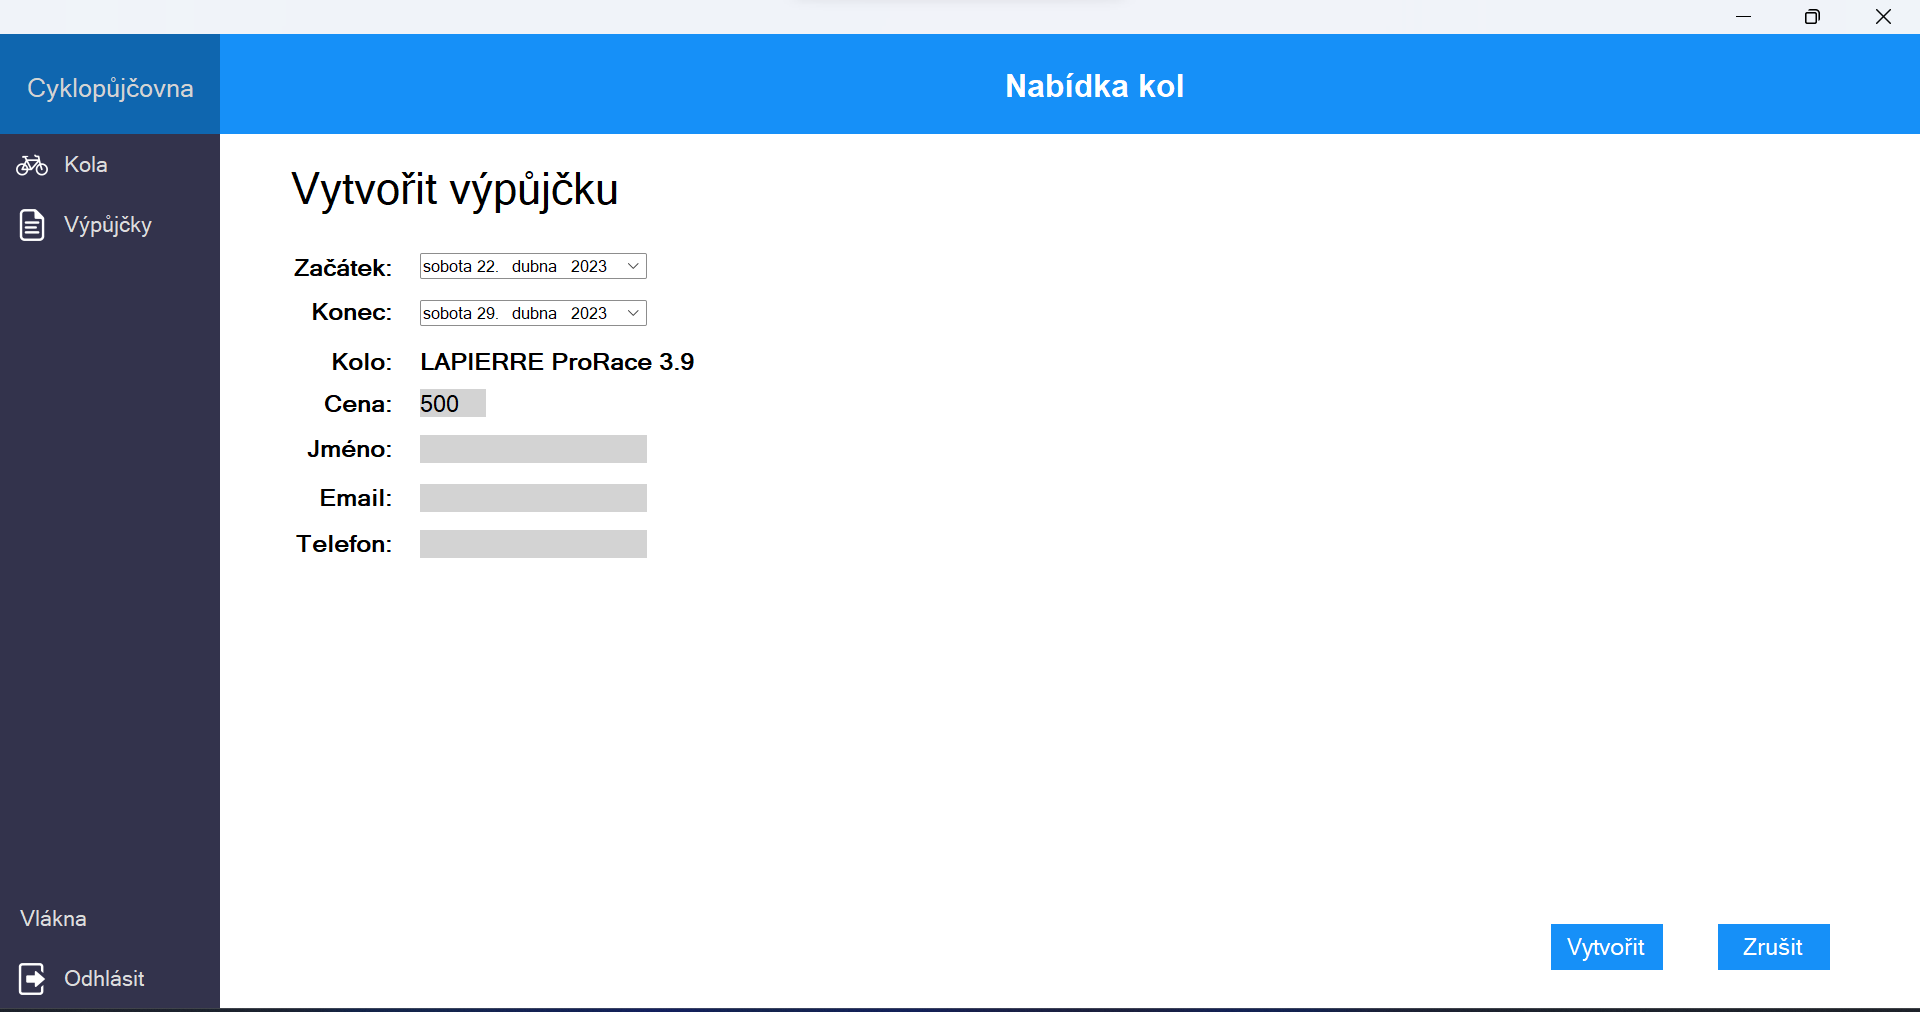 Cyklopůjčovna
Nabídka kol
Kola
Výpůjčky
Vytvořit výpůjčku
Začátek: sobota 22. dubna 2023
Konec: sobota 29. dubna 2023
Kolo: LAPIERRE ProRace 3.9
Cena: 500
Jméno:
Email:
Telefon:
Vlákna
Odhlásit
Vytvořit Zrušit